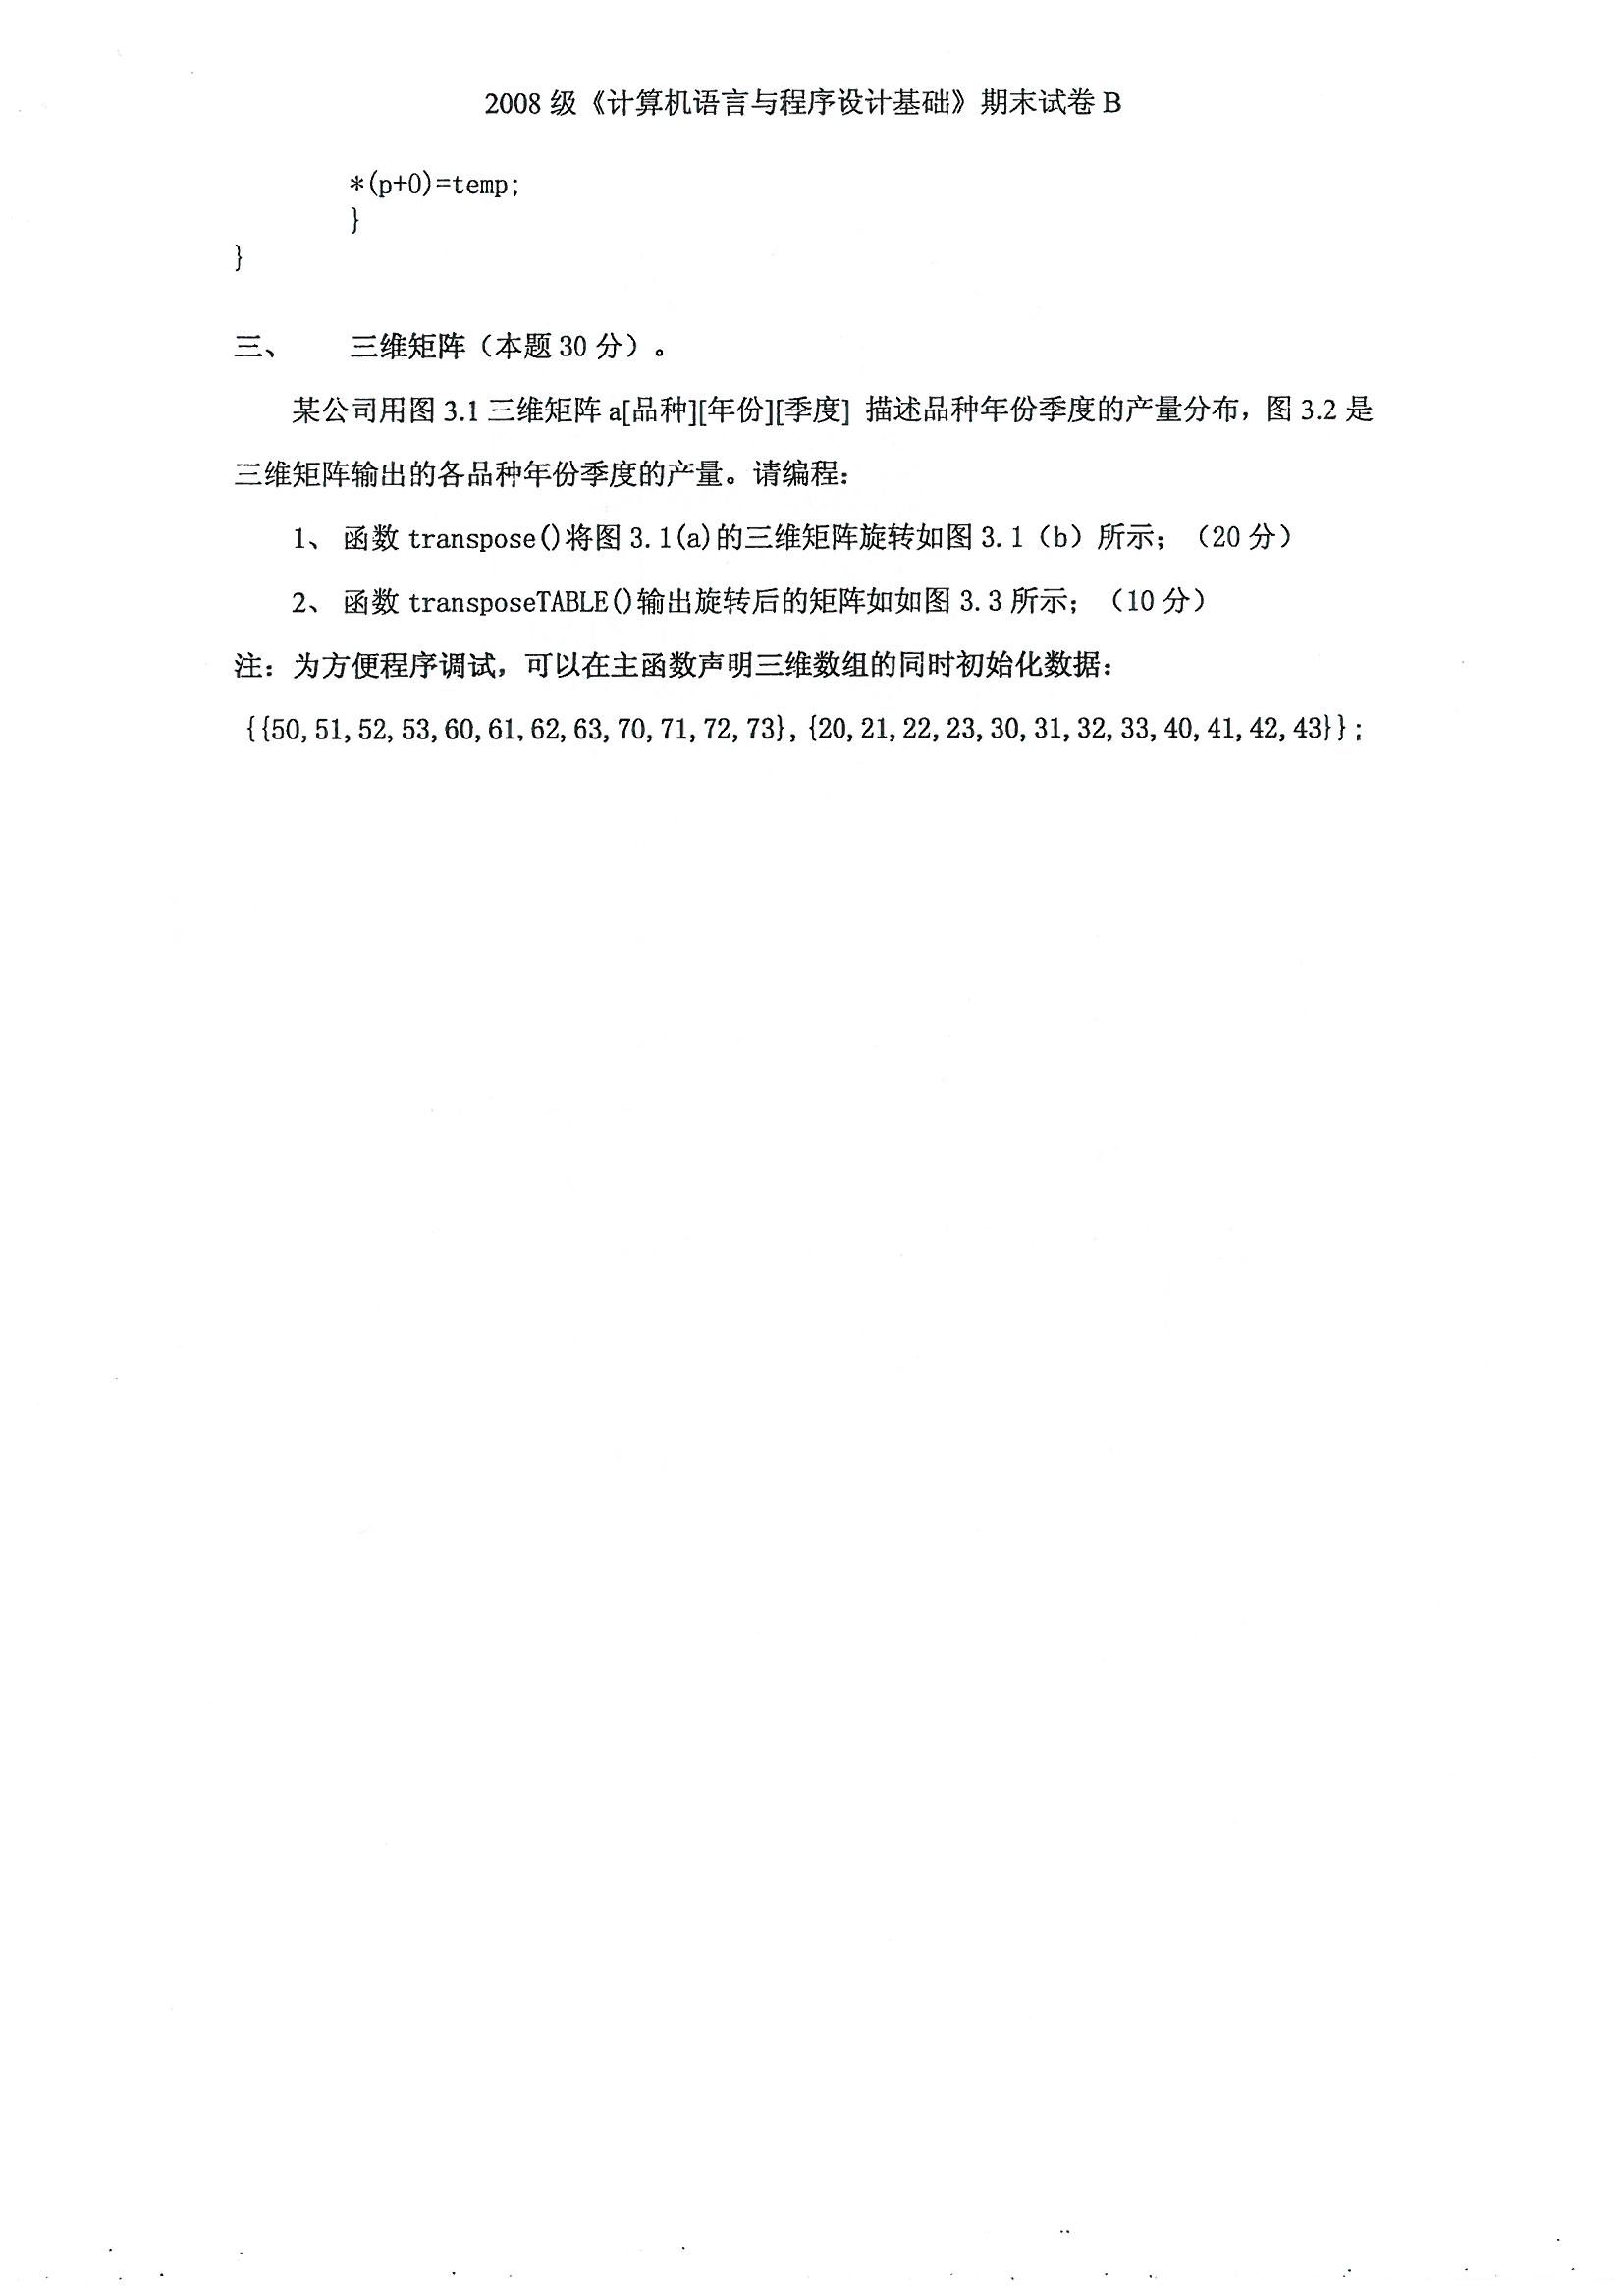 2008 级《计算机语言与程序设计基础》期末试卷 B
*(p+0)=temp;
}
}
三、 三维矩阵（本题 30 分）。
某公司用图 3.1 三维矩阵 a[品种][年份][季度] 描述品种年份季度的产量分布，图 3.2 是
三维矩阵输出的各品种年份季度的产量。请编程：
1、 函数 transpose()将图 3.1(a)的三维矩阵旋转如图 3.1（b）所示；（20 分）
2、 函数 transposeTABLE()输出旋转后的矩阵如如图 3.3 所示；（10 分）
注：为方便程序调试，可以在主函数声明三维数组的同时初始化数据：
{{50,51,52,53,60,61,62,63,70,71,72,73},{20,21,22,23,30,31,32,33,40,41,42,43}};